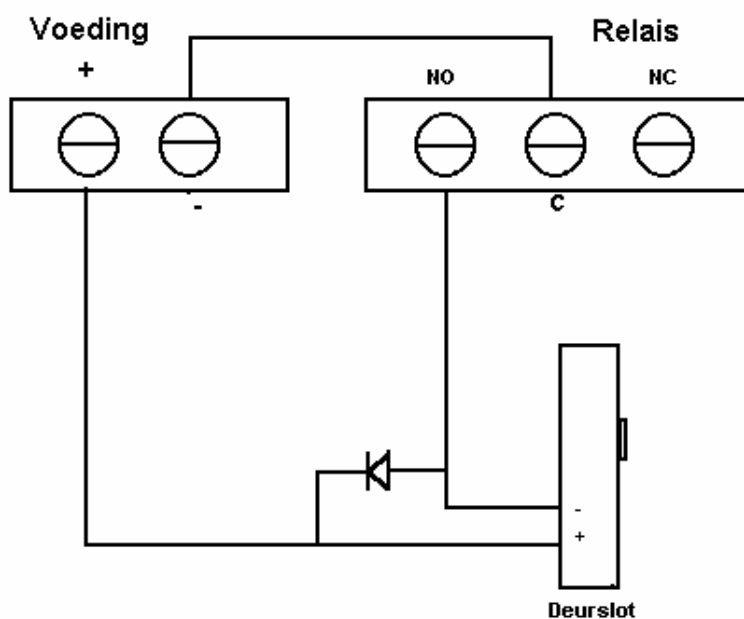 Voeding
Relais
+
NO
NC
-
C
-
+
Deurslot